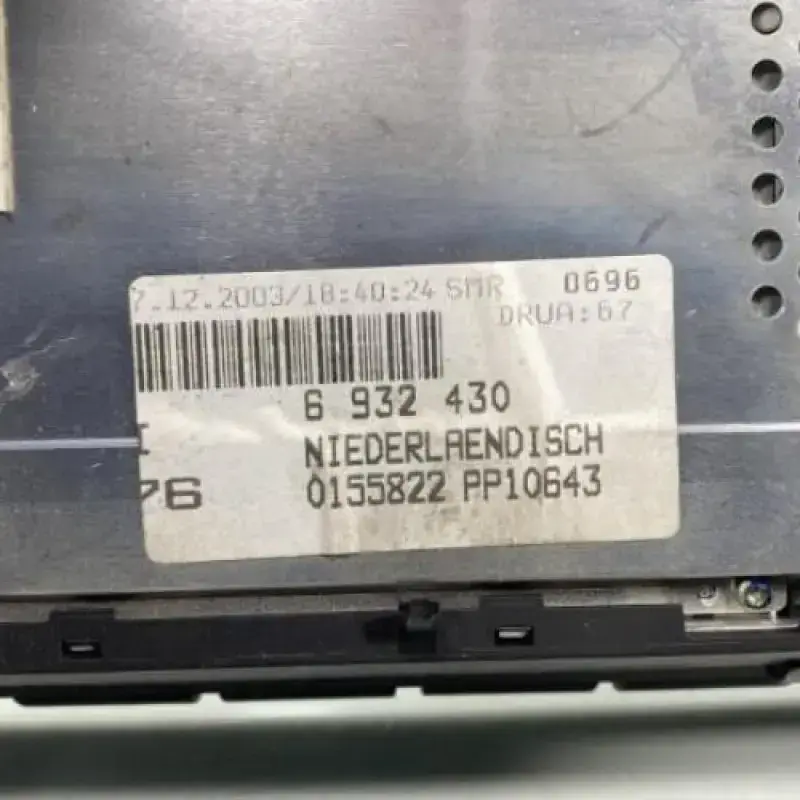 7.12.2003/18:40:24 SMR 0696
DRUA:67
6 932 430
NIEDERLAENDISCH
76 0155822 PP10643